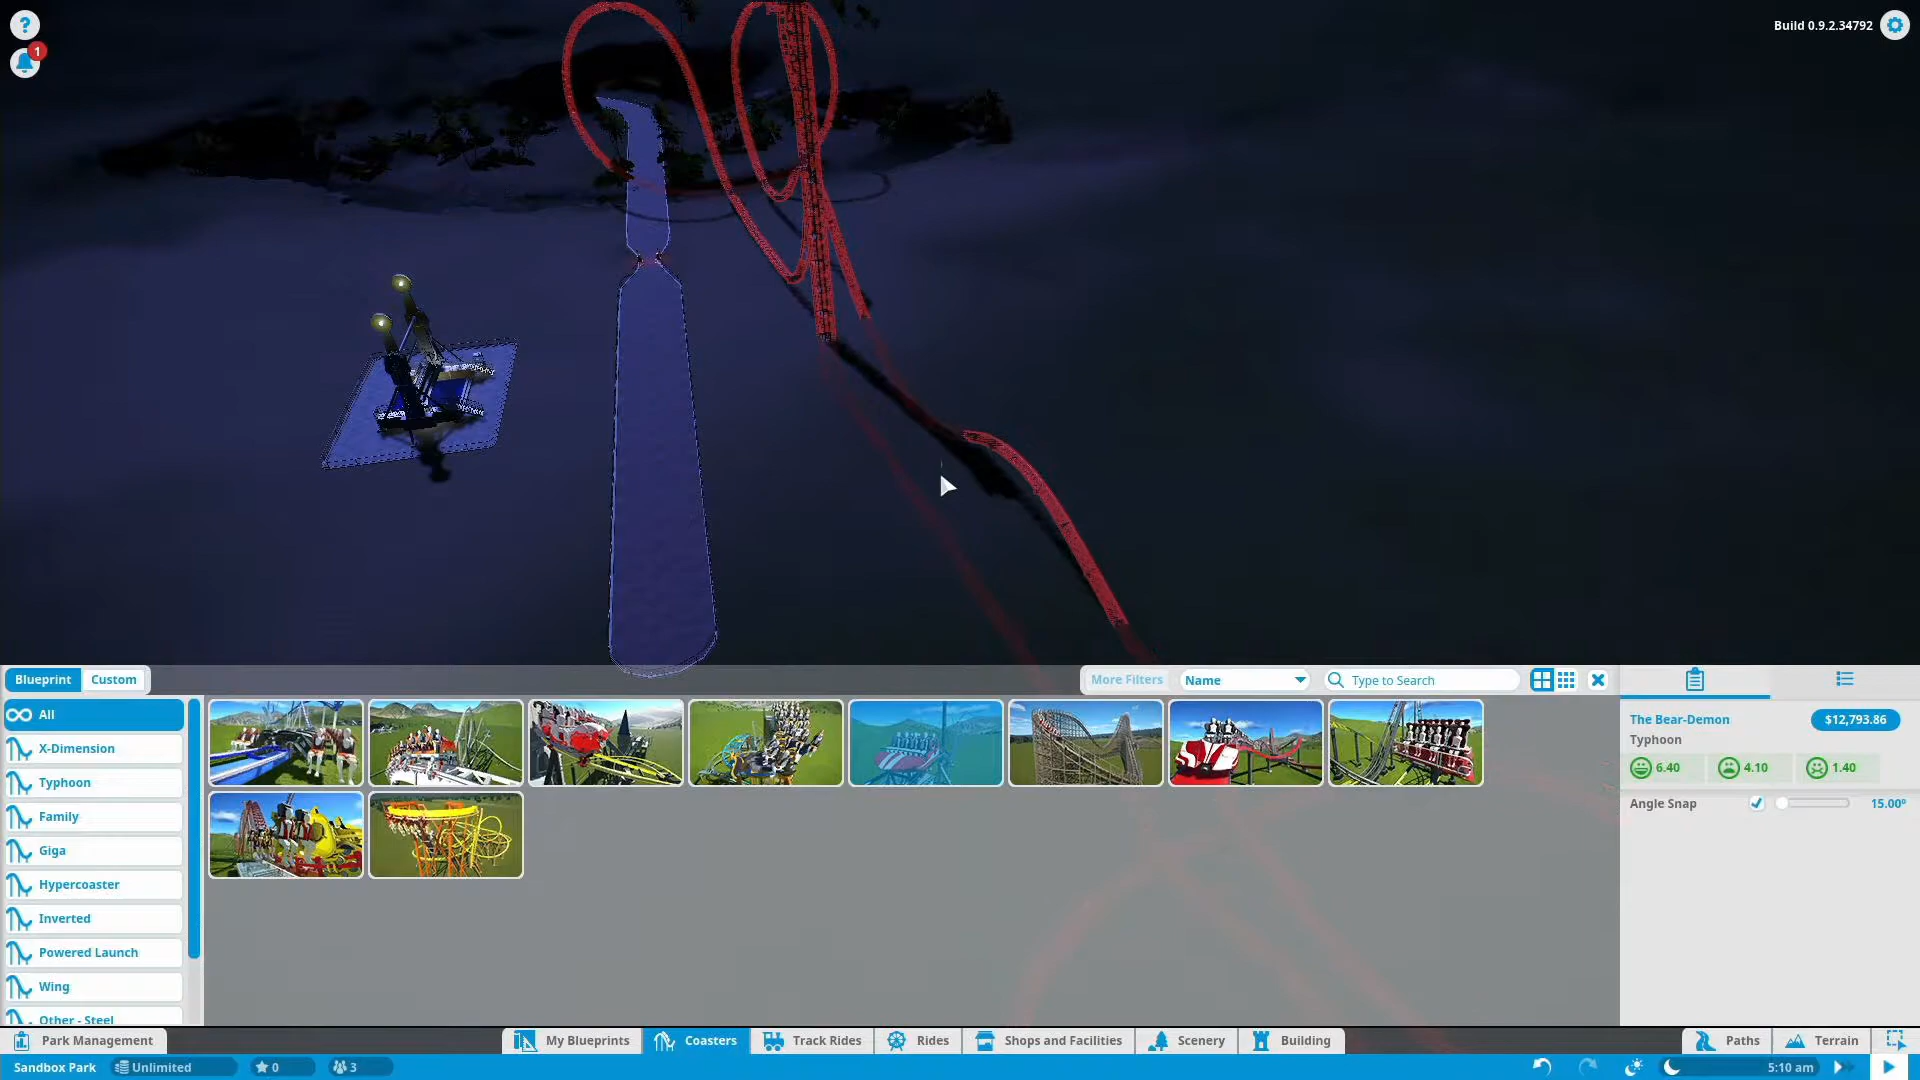 ?
1
Build 0.9.2.34792
Blueprint
Custom
More Filters
Name
Type to Search
All
X-Dimension
Typhoon
Family
Giga
Hypercoaster
Inverted
Powered Launch
Wing
Other - Steel
The Bear-Demon
$12,793.86
Typhoon
6.40
4.10
1.40
Angle Snap
15.00º
Park Management
My Blueprints
Coasters
Track Rides
Rides
Shops and Facilities
Scenery
Building
Paths
Terrain
Sandbox Park
Unlimited
0
3
5:10 am